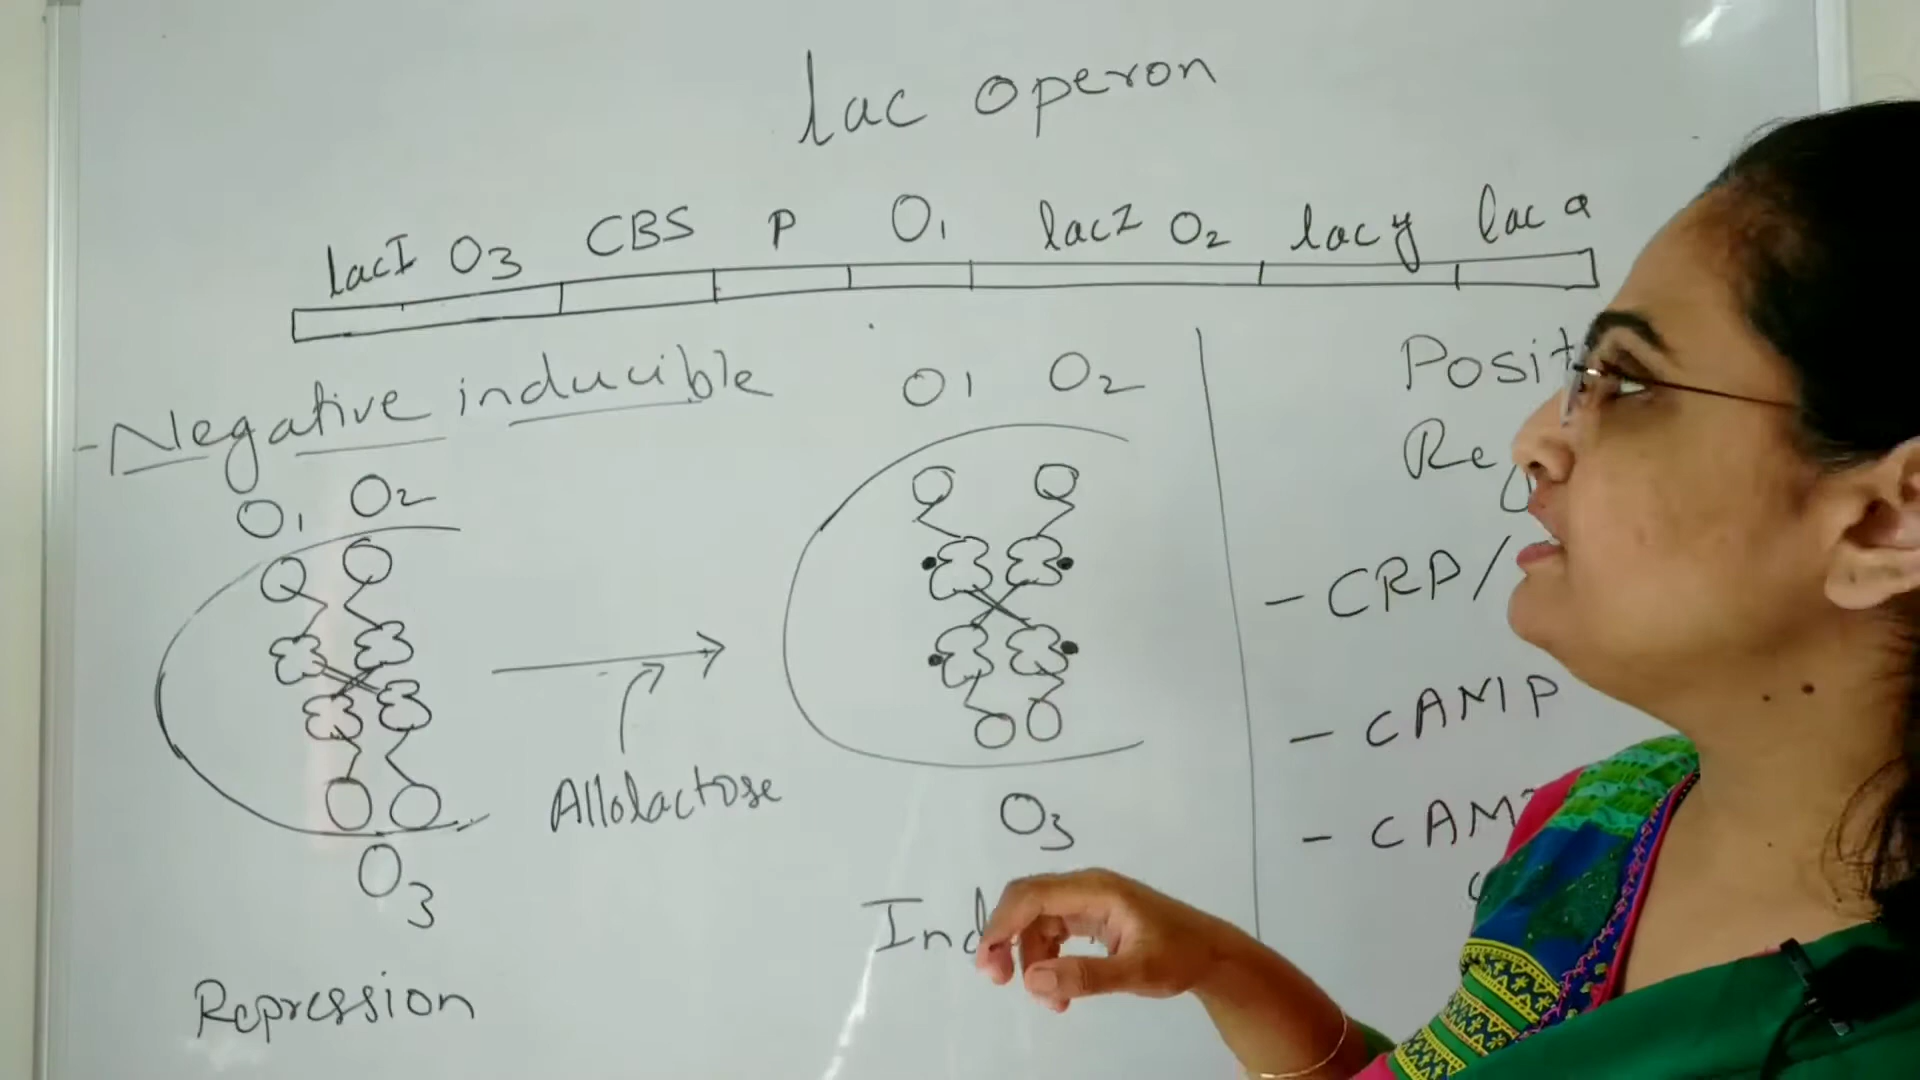 lac operon
lacI O3 CBS P O1 lacZ O2 lac y lac a
- Negative inducible
O1 O2
Allolactose
O3
Repression
O1 O2
O3
- CRP/
- CAMP